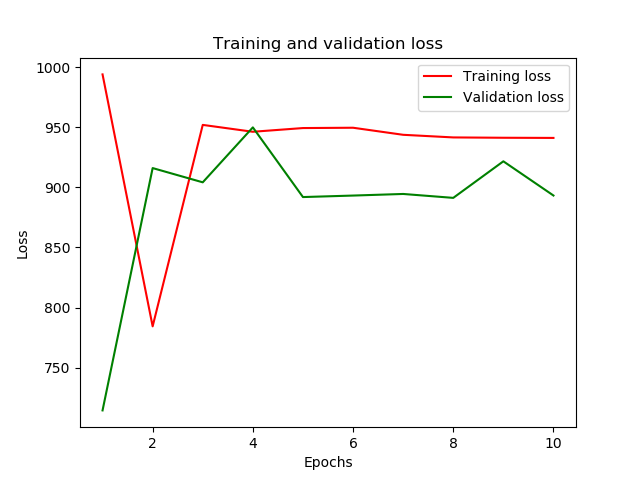 Training and validation loss
Training loss
Validation loss
1000
950
900
850
800
750
Loss
2
4
6
8
10
Epochs